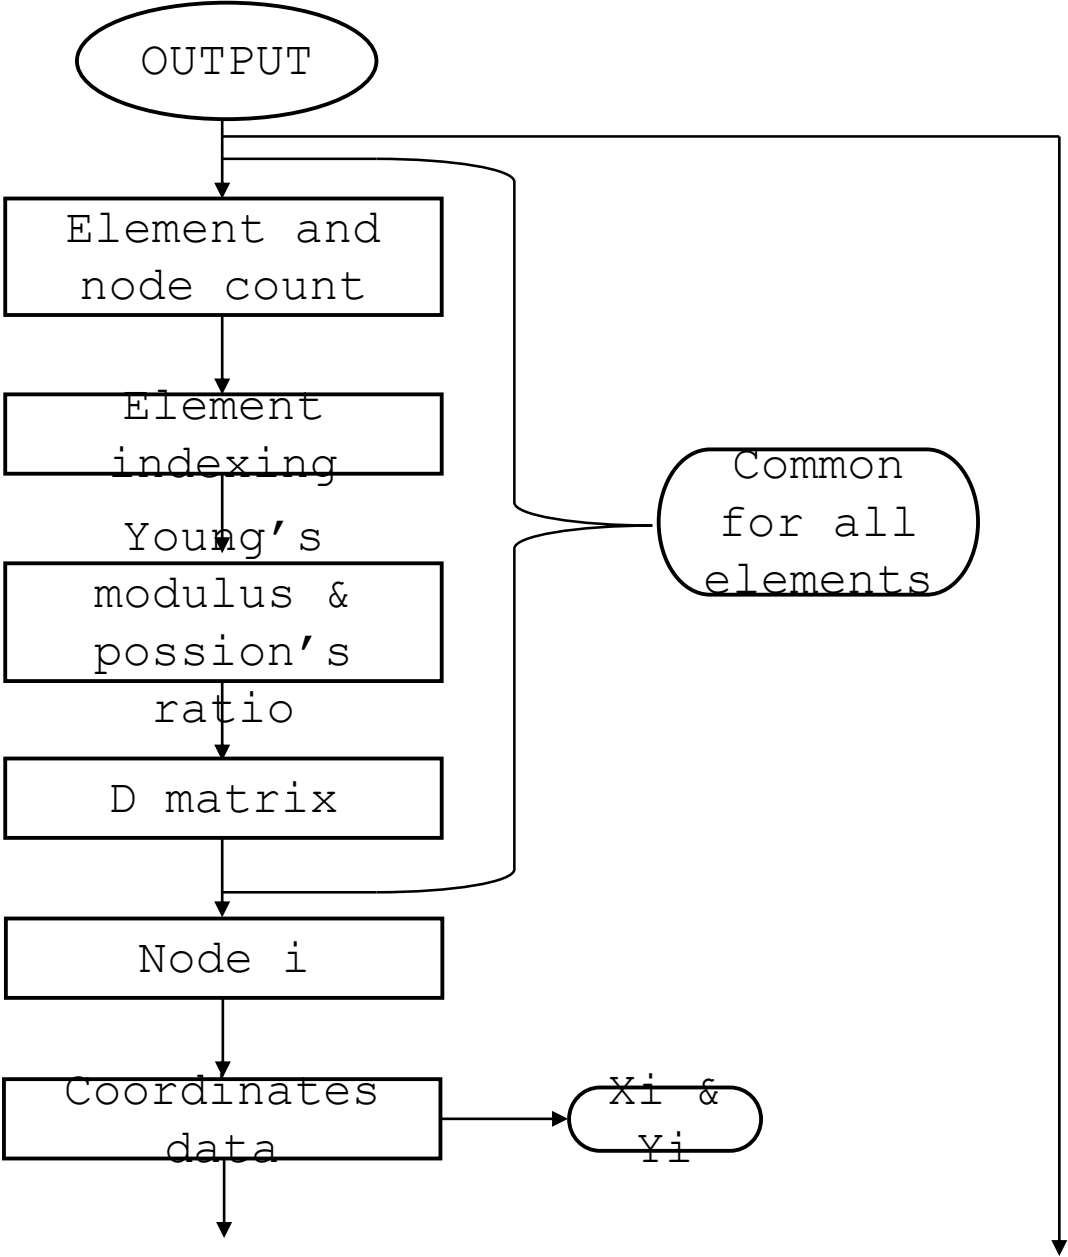 OUTPUT
Element and
node count
Element
indexing
Young’s
modulus &
possion’s
ratio
D matrix
Common
for all
elements
Node i
Coordinates
data
Xi &
Yi